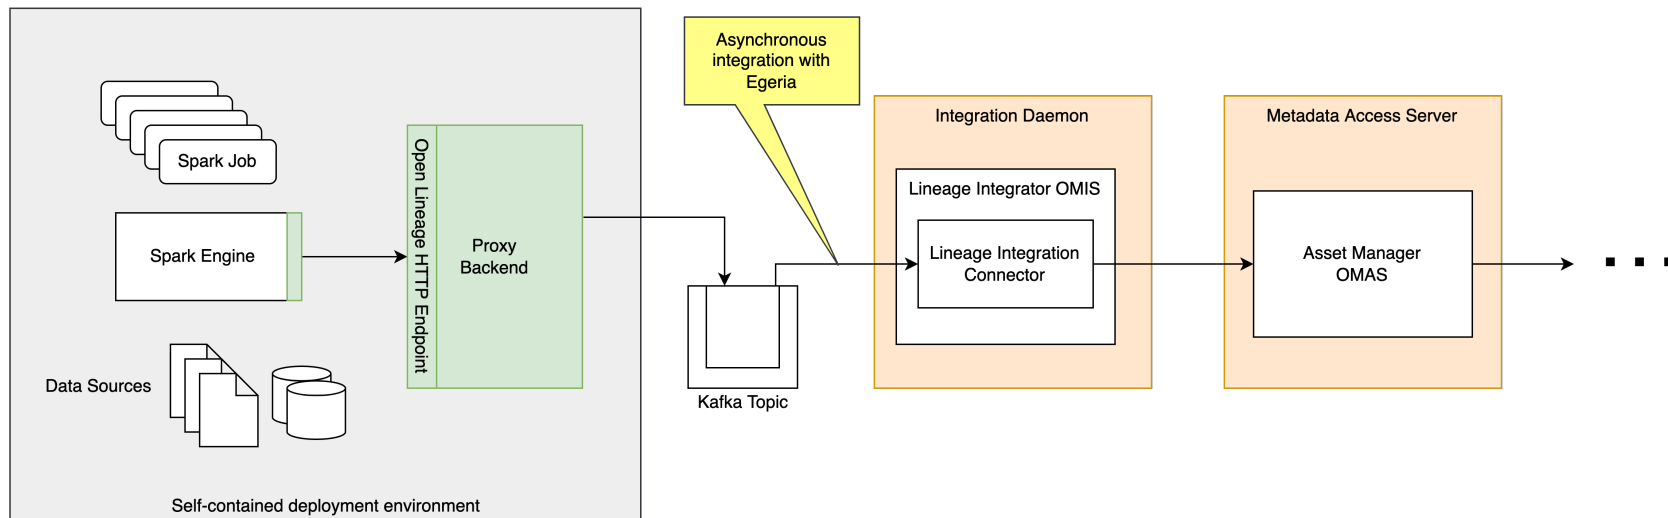 Asynchronous
integration with
Egeria
Integration Daemon
Metadata Access Server
Spark Job
Open Lineage HTTP Endpoint
Proxy
Backend
Lineage Integrator OMIS
Lineage Integration
Connector
Asset Manager
OMAS
Spark Engine
Data Sources
Kafka Topic
Self-contained deployment environment